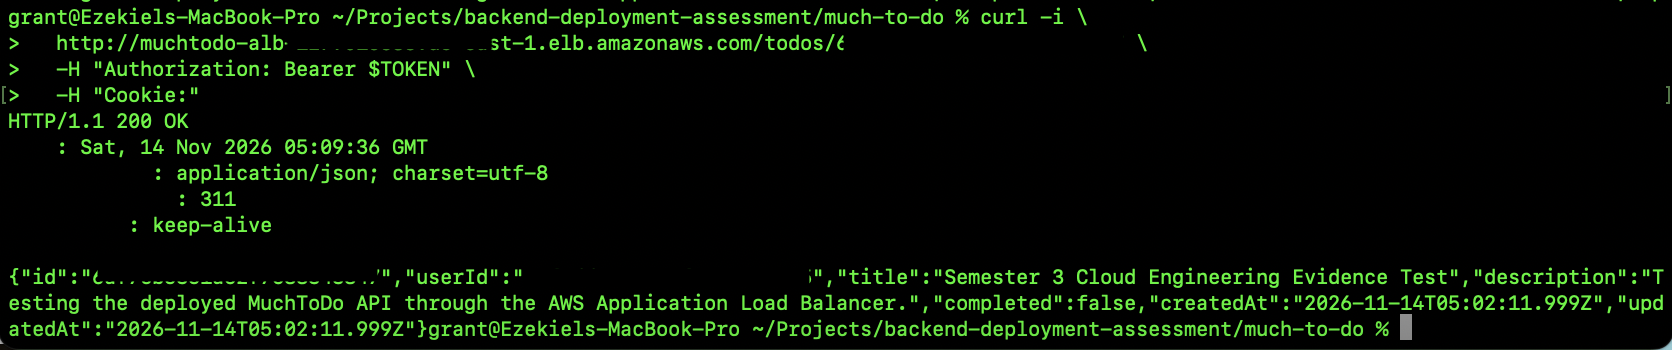 grant@Ezekiels-MacBook-Pro ~/Projects/backend-deployment-assessment/much-to-do % curl -i \
>   http://muchtodo-alb- st-1.elb.amazonaws.com/todos/6 \
>   -H "Authorization: Bearer $TOKEN" \
[>   -H "Cookie:" ]
HTTP/1.1 200 OK
: Sat, 14 Nov 2026 05:09:36 GMT
: application/json; charset=utf-8
: 311
: keep-alive
{"id":" ","userId":" ","title":"Semester 3 Cloud Engineering Evidence Test","description":"T
esting the deployed MuchToDo API through the AWS Application Load Balancer.","completed":false,"createdAt":"2026-11-14T05:02:11.999Z","upd
atedAt":"2026-11-14T05:02:11.999Z"}grant@Ezekiels-MacBook-Pro ~/Projects/backend-deployment-assessment/much-to-do %